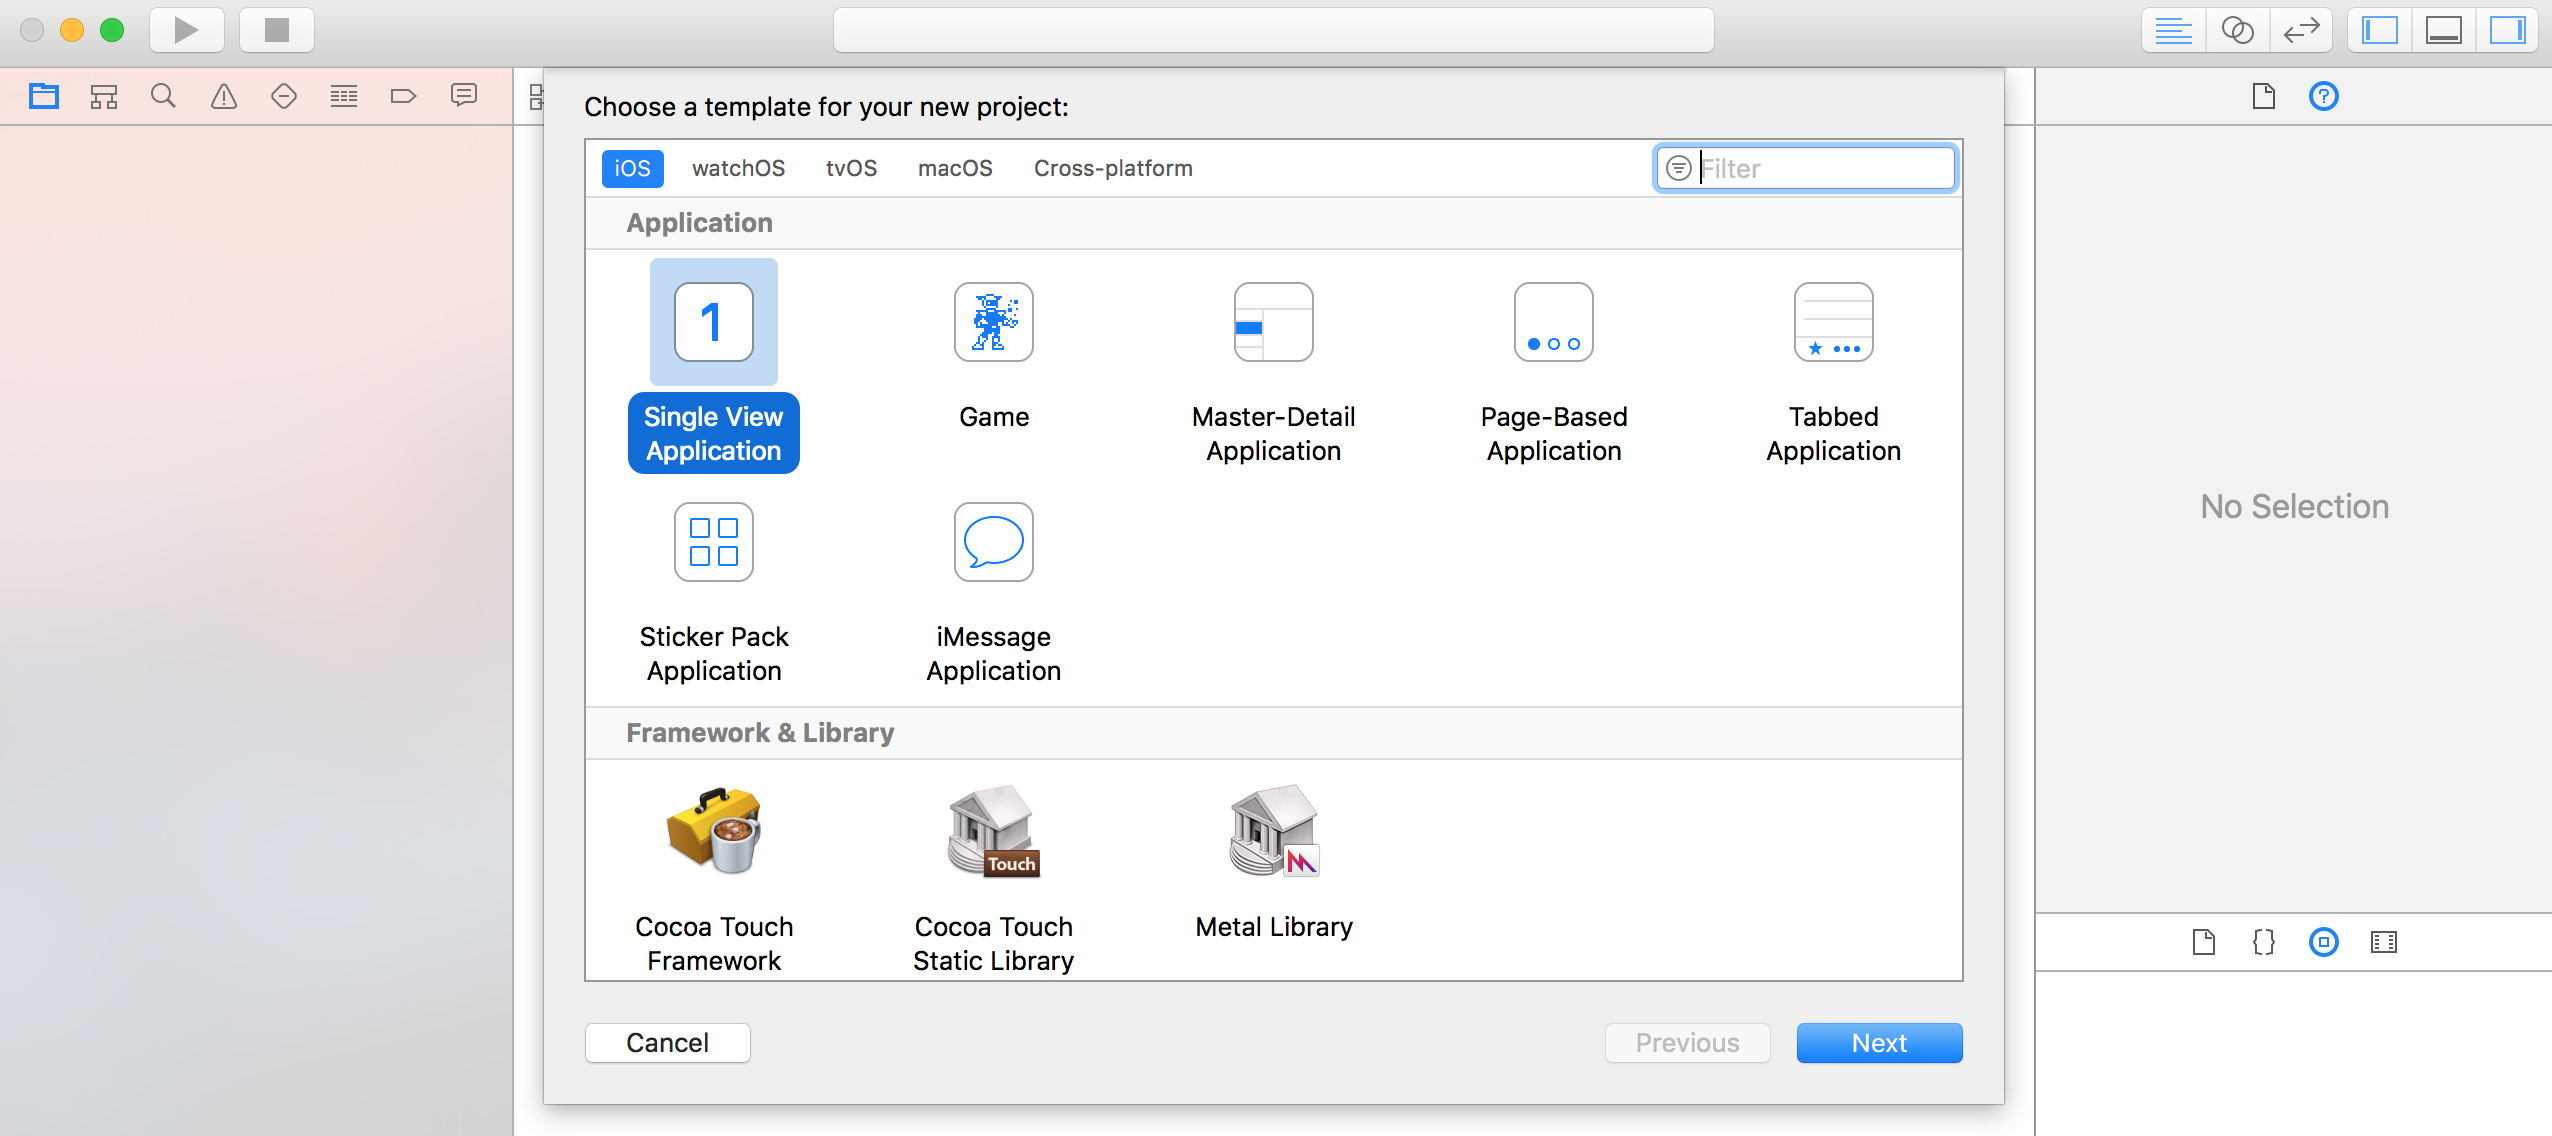 Choose a template for your new project:
iOS watchOS tvOS macOS Cross-platform Filter
Application
1
Single View
Application
Game
Master-Detail
Application
Page-Based
Application
Tabbed
Application
Sticker Pack
Application
iMessage
Application
No Selection
Framework & Library
Touch
Cocoa Touch
Framework
Cocoa Touch
Static Library
Metal Library
Cancel Previous Next